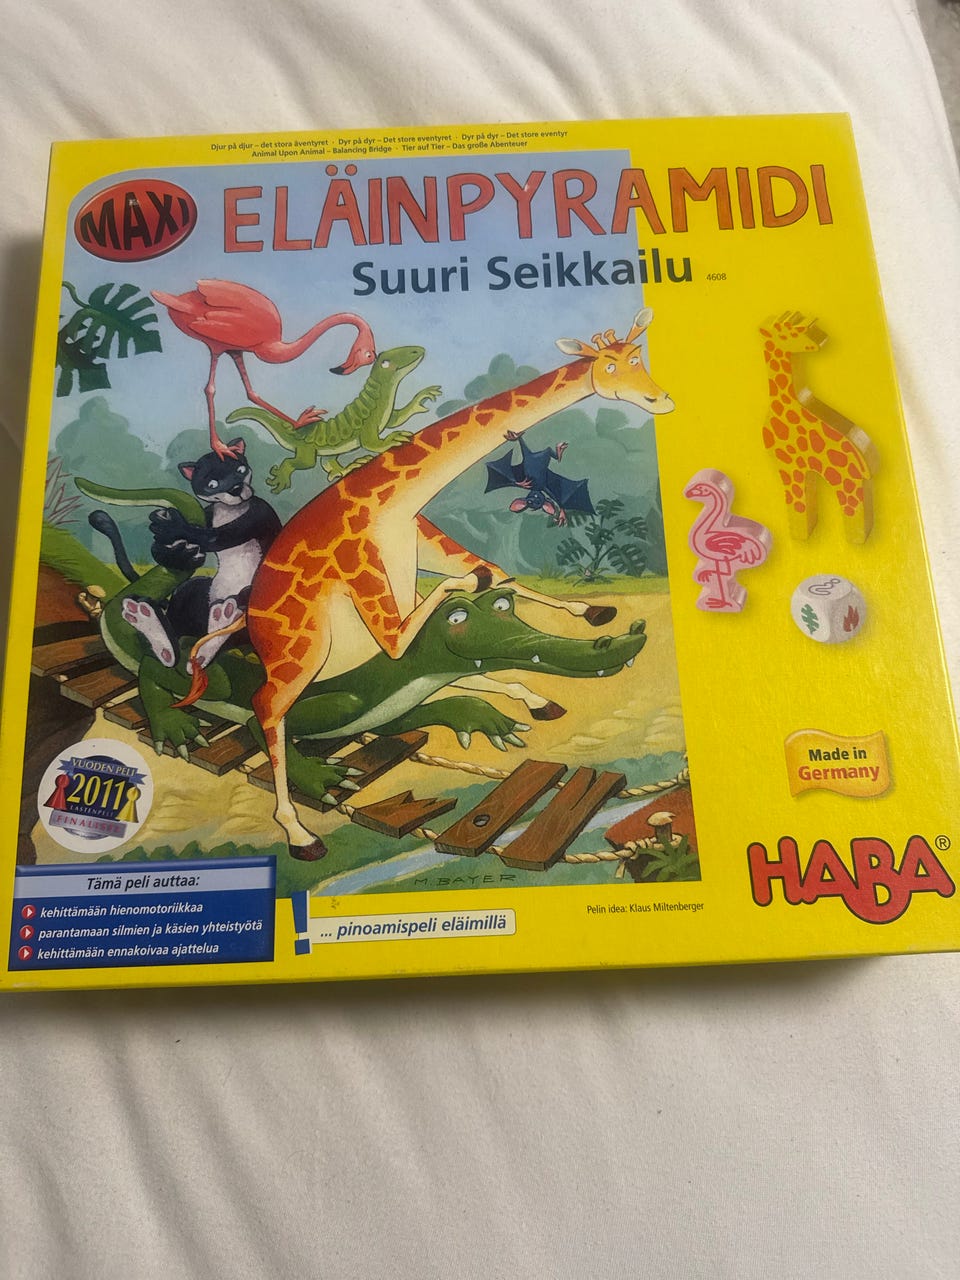 Djur på djur – det stora äventyret · Dyr på dyr – Det store eventyret · Dyr på dyr – Det store eventyr
Animal Upon Animal – Balancing Bridge · Tier auf Tier – Das große Abenteuer
MAXI
ELÄINPYRAMIDI
Suuri Seikkailu 4608
VUODEN PELI
2011
LASTENPELI
FINALISTI
Made in
Germany
HABA®
M. BAYER
Pelin idea: Klaus Miltenberger
Tämä peli auttaa:
kehittämään hienomotoriikkaa
parantamaan silmien ja käsien yhteistyötä
kehittämään ennakoivaa ajattelua
! ... pinoamispeli eläimillä